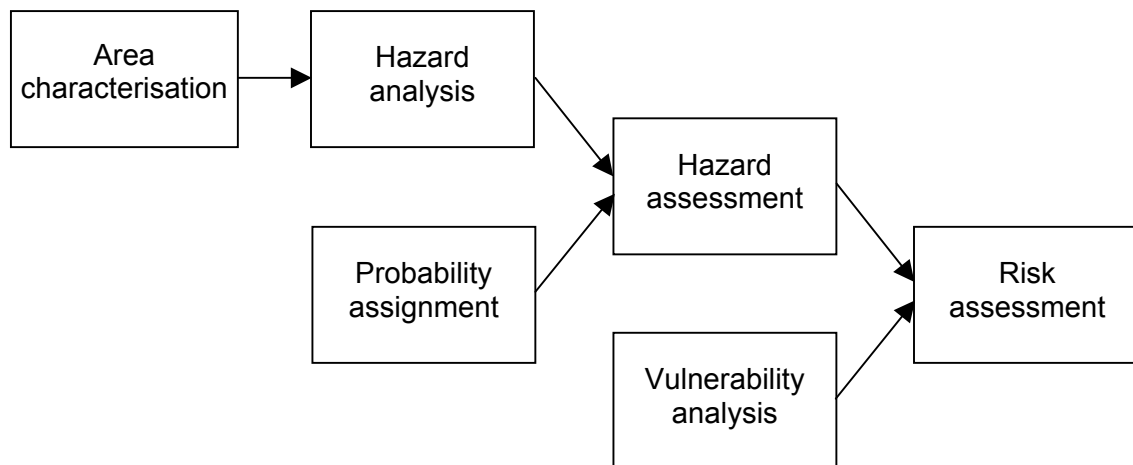 Area
characterisation
Hazard
analysis
Hazard
assessment
Probability
assignment
Risk
assessment
Vulnerability
analysis